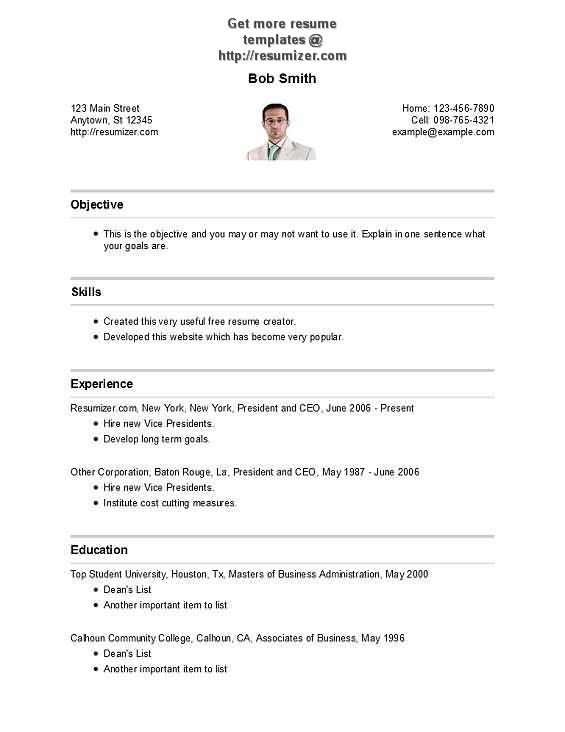 Get more resume
templates @
http://resumizer.com
Bob Smith
123 Main Street
Anytown, St 12345
http://resumizer.com
Home: 123-456-7890
Cell: 098-765-4321
example@example.com
Objective
• This is the objective and you may or may not want to use it. Explain in one sentence what
your goals are.
Skills
• Created this very useful free resume creator.
• Developed this website which has become very popular.
Experience
Resumizer.com, New York, New York, President and CEO, June 2006 - Present
• Hire new Vice Presidents.
• Develop long term goals.
Other Corporation, Baton Rouge, La, President and CEO, May 1987 - June 2006
• Hire new Vice Presidents.
• Institute cost cutting measures.
Education
Top Student University, Houston, Tx, Masters of Business Administration, May 2000
• Dean's List
• Another important item to list
Calhoun Community College, Calhoun, CA, Associates of Business, May 1996
• Dean's List
• Another important item to list